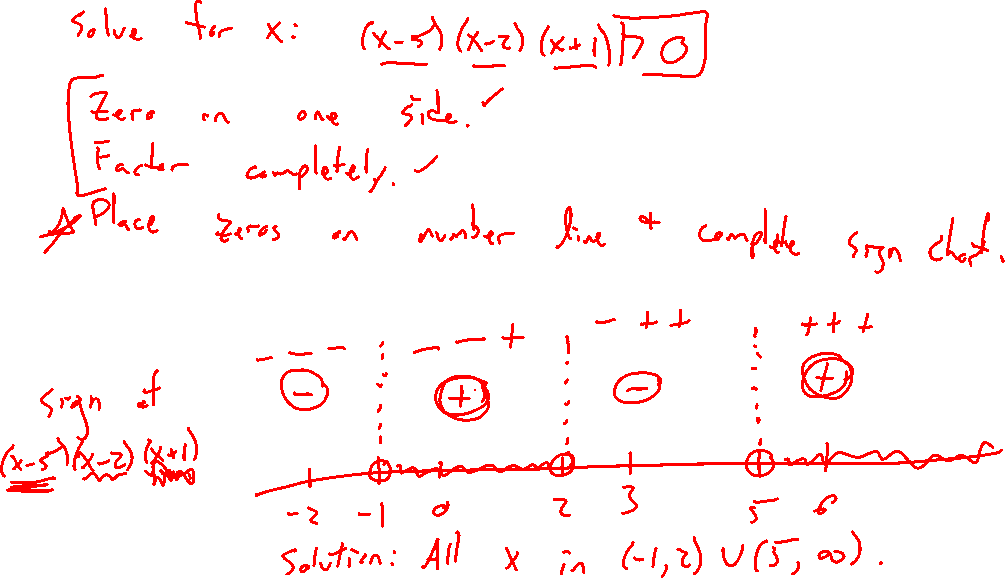 Solve for x: (x-5)(x-2)(x+1) > 0
Zero on one side. ✓
Factor completely. ✓
☆ Place zeros on number line + complete sign chart.
- - - - - + - + + + + +
- + - +
sign of
(x-5)(x-2)(x+1)
-2 -1 0 2 3 5 6
Solution: All x in (-1, 2) ∪ (5, ∞).